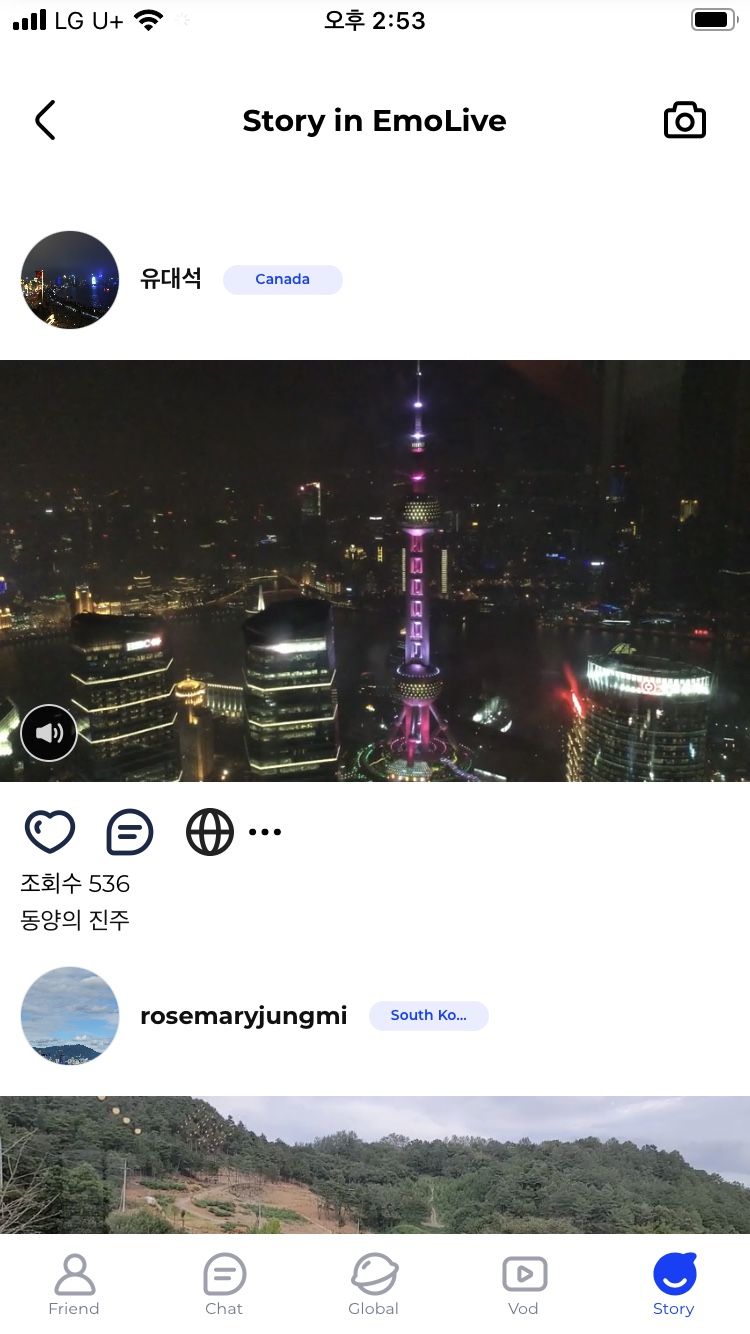 LG U+
오후 2:53
Story in EmoLive
유대석
Canada
조회수 536
동양의 진주
rosemaryjungmi
South Ko...
Friend
Chat
Global
Vod
Story